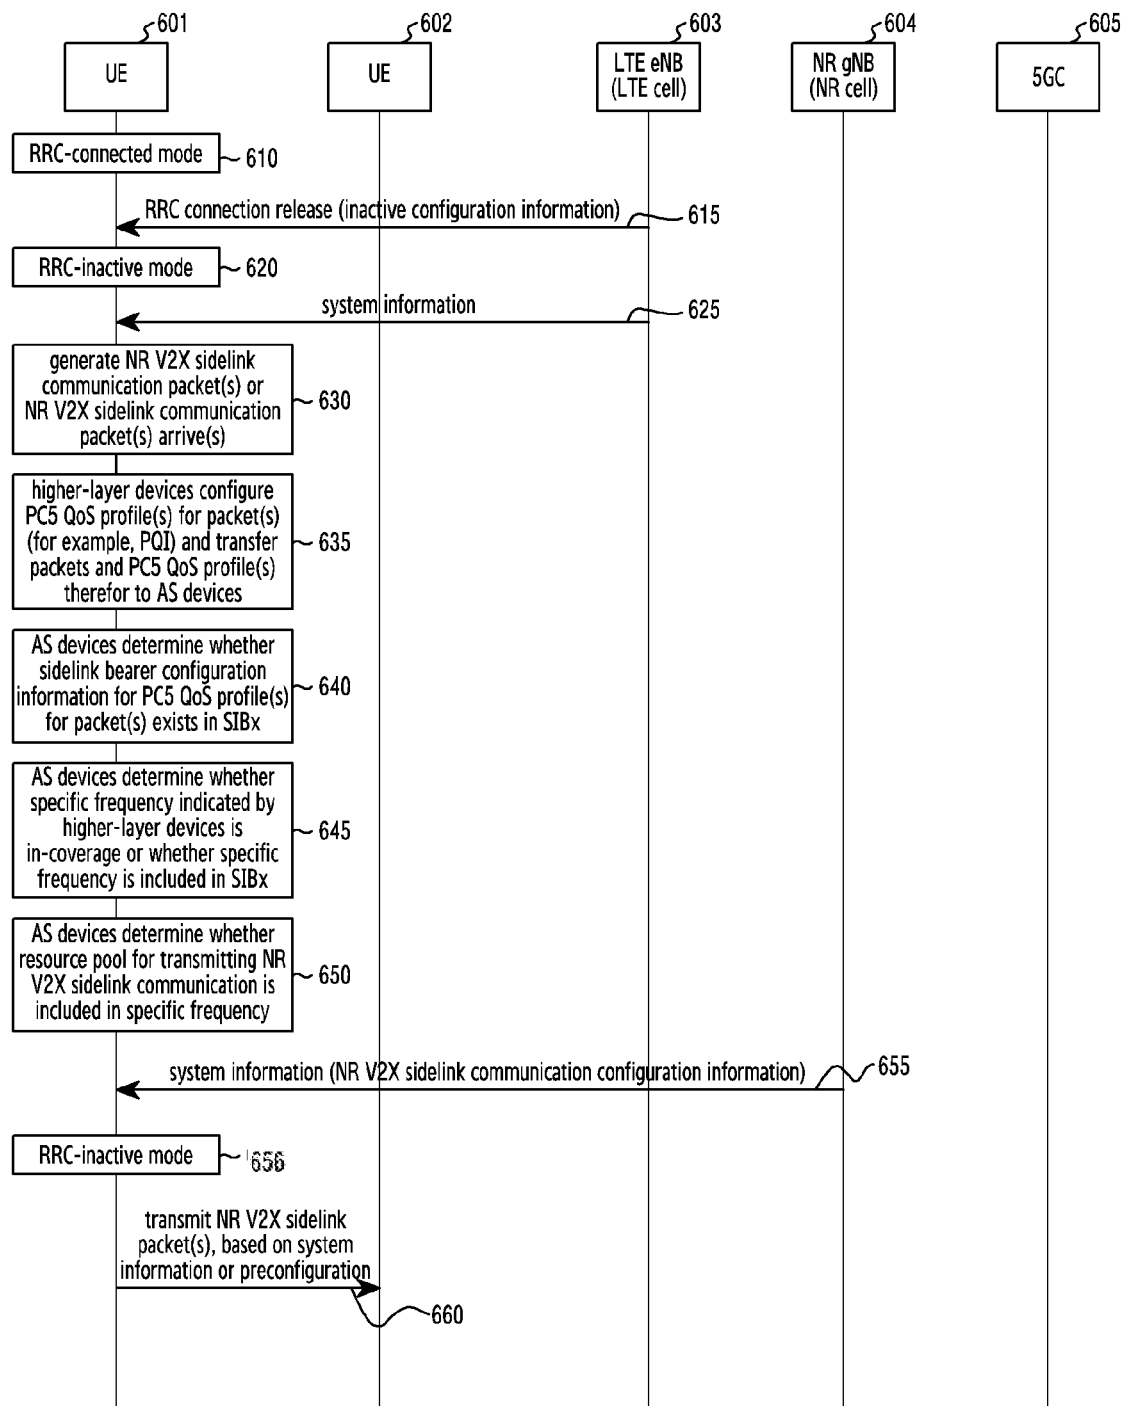 601
602
603
604
605
UE
UE
LTE eNB
(LTE cell)
NR gNB
(NR cell)
5GC
RRC-connected mode
610
RRC connection release (inactive configuration information)
615
RRC-inactive mode
620
system information
625
generate NR V2X sidelink
communication packet(s) or
NR V2X sidelink communication
packet(s) arrive(s)
630
higher-layer devices configure
PC5 QoS profile(s) for packet(s)
(for example, PQI) and transfer
packets and PC5 QoS profile(s)
therefor to AS devices
635
AS devices determine whether
sidelink bearer configuration
information for PC5 QoS profile(s)
for packet(s) exists in SIBx
640
AS devices determine whether
specific frequency indicated by
higher-layer devices is
in-coverage or whether specific
frequency is included in SIBx
645
AS devices determine whether
resource pool for transmitting NR
V2X sidelink communication is
included in specific frequency
650
system information (NR V2X sidelink communication configuration information)
655
RRC-inactive mode
656
transmit NR V2X sidelink
packet(s), based on system
information or preconfiguration
660